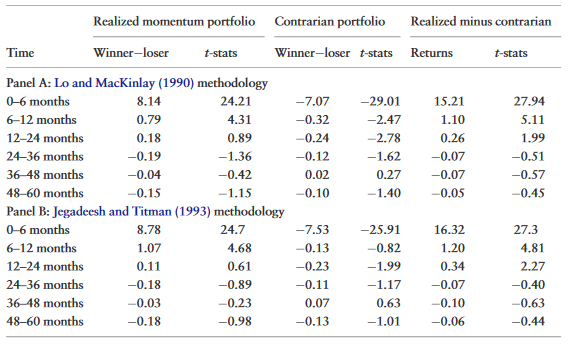 Realized momentum portfolio Contrarian portfolio Realized minus contrarian
Time Winner–loser t-stats Winner–loser t-stats Returns t-stats
Panel A: Lo and MacKinlay (1990) methodology
0–6 months 8.14 24.21 −7.07 −29.01 15.21 27.94
6–12 months 0.79 4.31 −0.32 −2.47 1.10 5.11
12–24 months 0.18 0.89 −0.24 −2.78 0.26 1.99
24–36 months −0.19 −1.36 −0.12 −1.62 −0.07 −0.51
36–48 months −0.04 −0.42 0.02 0.27 −0.07 −0.57
48–60 months −0.15 −1.15 −0.10 −1.40 −0.05 −0.45
Panel B: Jegadeesh and Titman (1993) methodology
0–6 months 8.78 24.7 −7.53 −25.91 16.32 27.3
6–12 months 1.07 4.68 −0.13 −0.82 1.20 4.81
12–24 months 0.11 0.61 −0.23 −1.99 0.34 2.27
24–36 months −0.18 −0.89 −0.11 −1.17 −0.07 −0.40
36–48 months −0.03 −0.23 0.07 0.63 −0.10 −0.63
48–60 months −0.18 −0.98 −0.13 −1.01 −0.06 −0.44